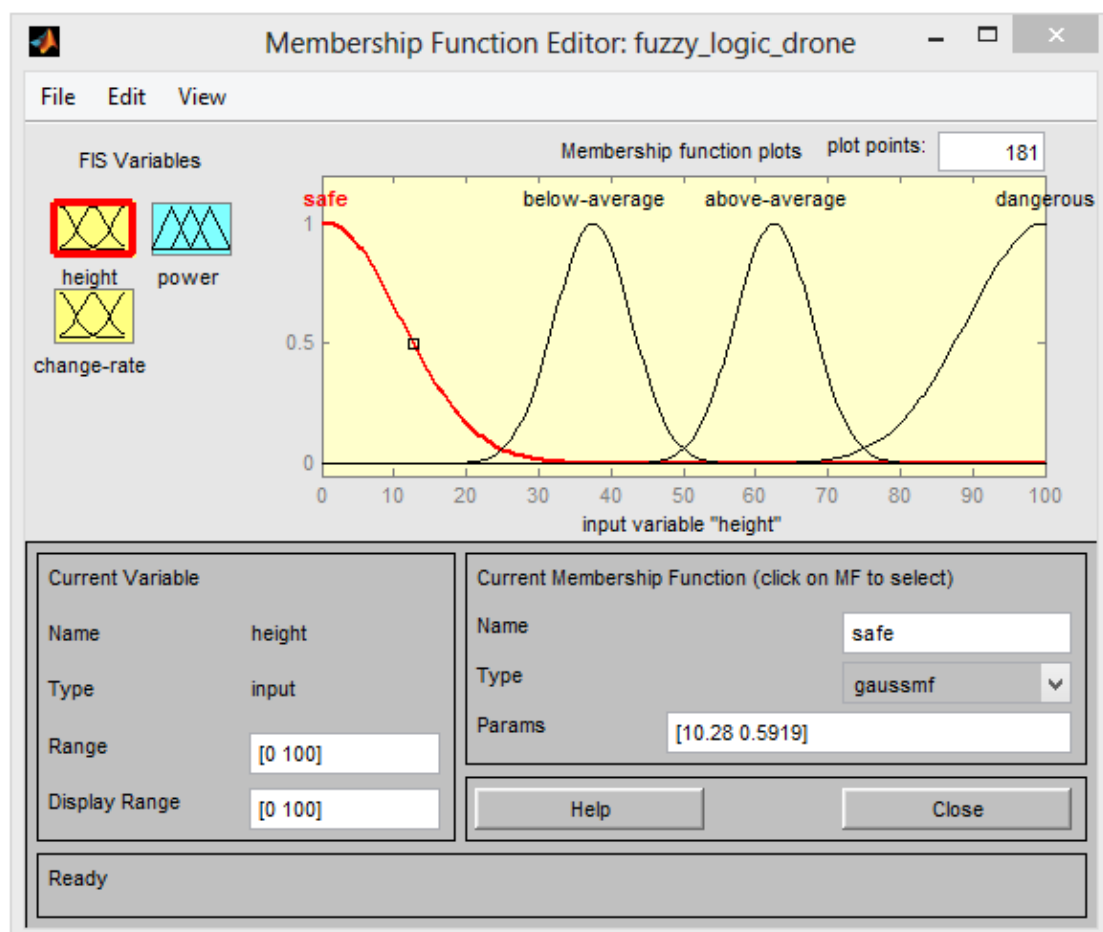 Membership Function Editor: fuzzy_logic_drone
File Edit View
FIS Variables
height power
change-rate
Membership function plots plot points: 181
safe below-average above-average dangerous
1
0.5
0
0 10 20 30 40 50 60 70 80 90 100
input variable "height"
Current Variable
Name height
Type input
Range [0 100]
Display Range [0 100]
Current Membership Function (click on MF to select)
Name safe
Type gaussmf
Params [10.28 0.5919]
Help Close
Ready